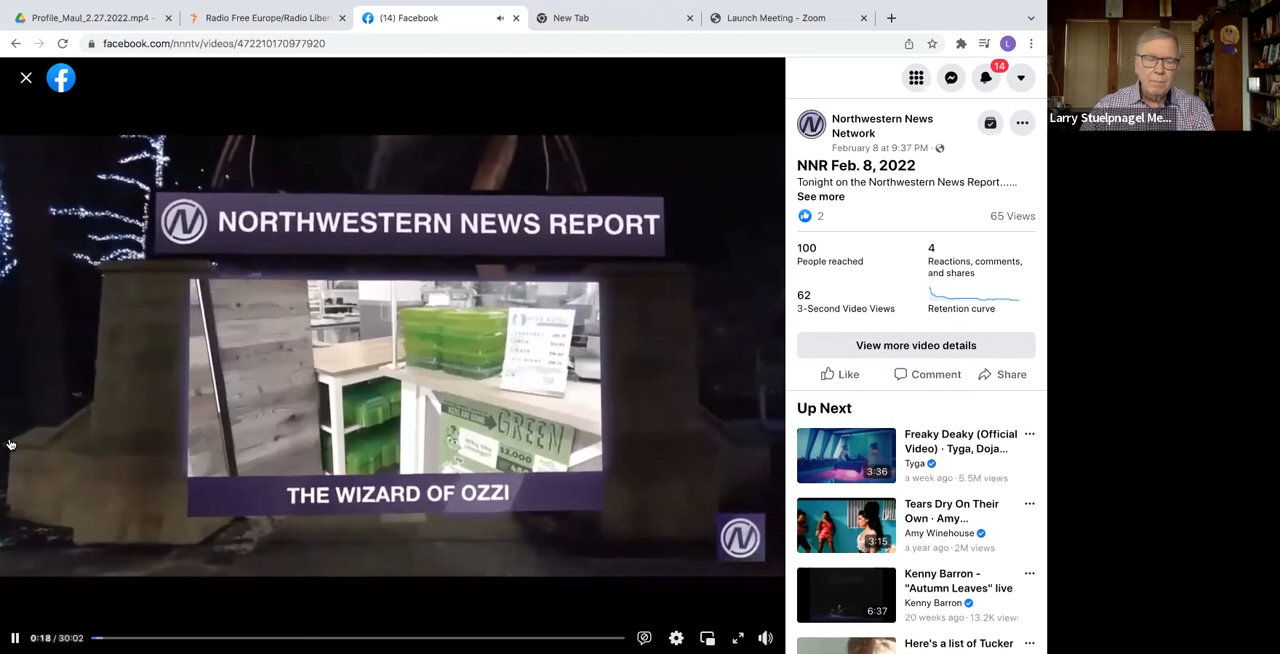 Profile_Maul_2.27.2022.mp4 -
Radio Free Europe/Radio Liber
(14) Facebook
New Tab
Launch Meeting - Zoom
facebook.com/nnntv/videos/472210170977920
L
14
Larry Stuelpnagel Me...
Northwestern News
Network
February 8 at 9:37 PM ·
NNR Feb. 8, 2022
Tonight on the Northwestern News Report......
See more
2
65 Views
100
People reached
4
Reactions, comments,
and shares
62
3-Second Video Views
Retention curve
View more video details
Like
Comment
Share
Up Next
Freaky Deaky (Official
Video) · Tyga, Doja...
Tyga
a week ago · 5.5M views
3:36
Tears Dry On Their
Own · Amy...
Amy Winehouse
a year ago · 2M views
3:15
Kenny Barron -
"Autumn Leaves" live
Kenny Barron
20 weeks ago · 13.2K views
6:37
Here's a list of Tucker
N NORTHWESTERN NEWS REPORT
GREEN
12,000
THE WIZARD OF OZZI
N
0:18 / 30:02